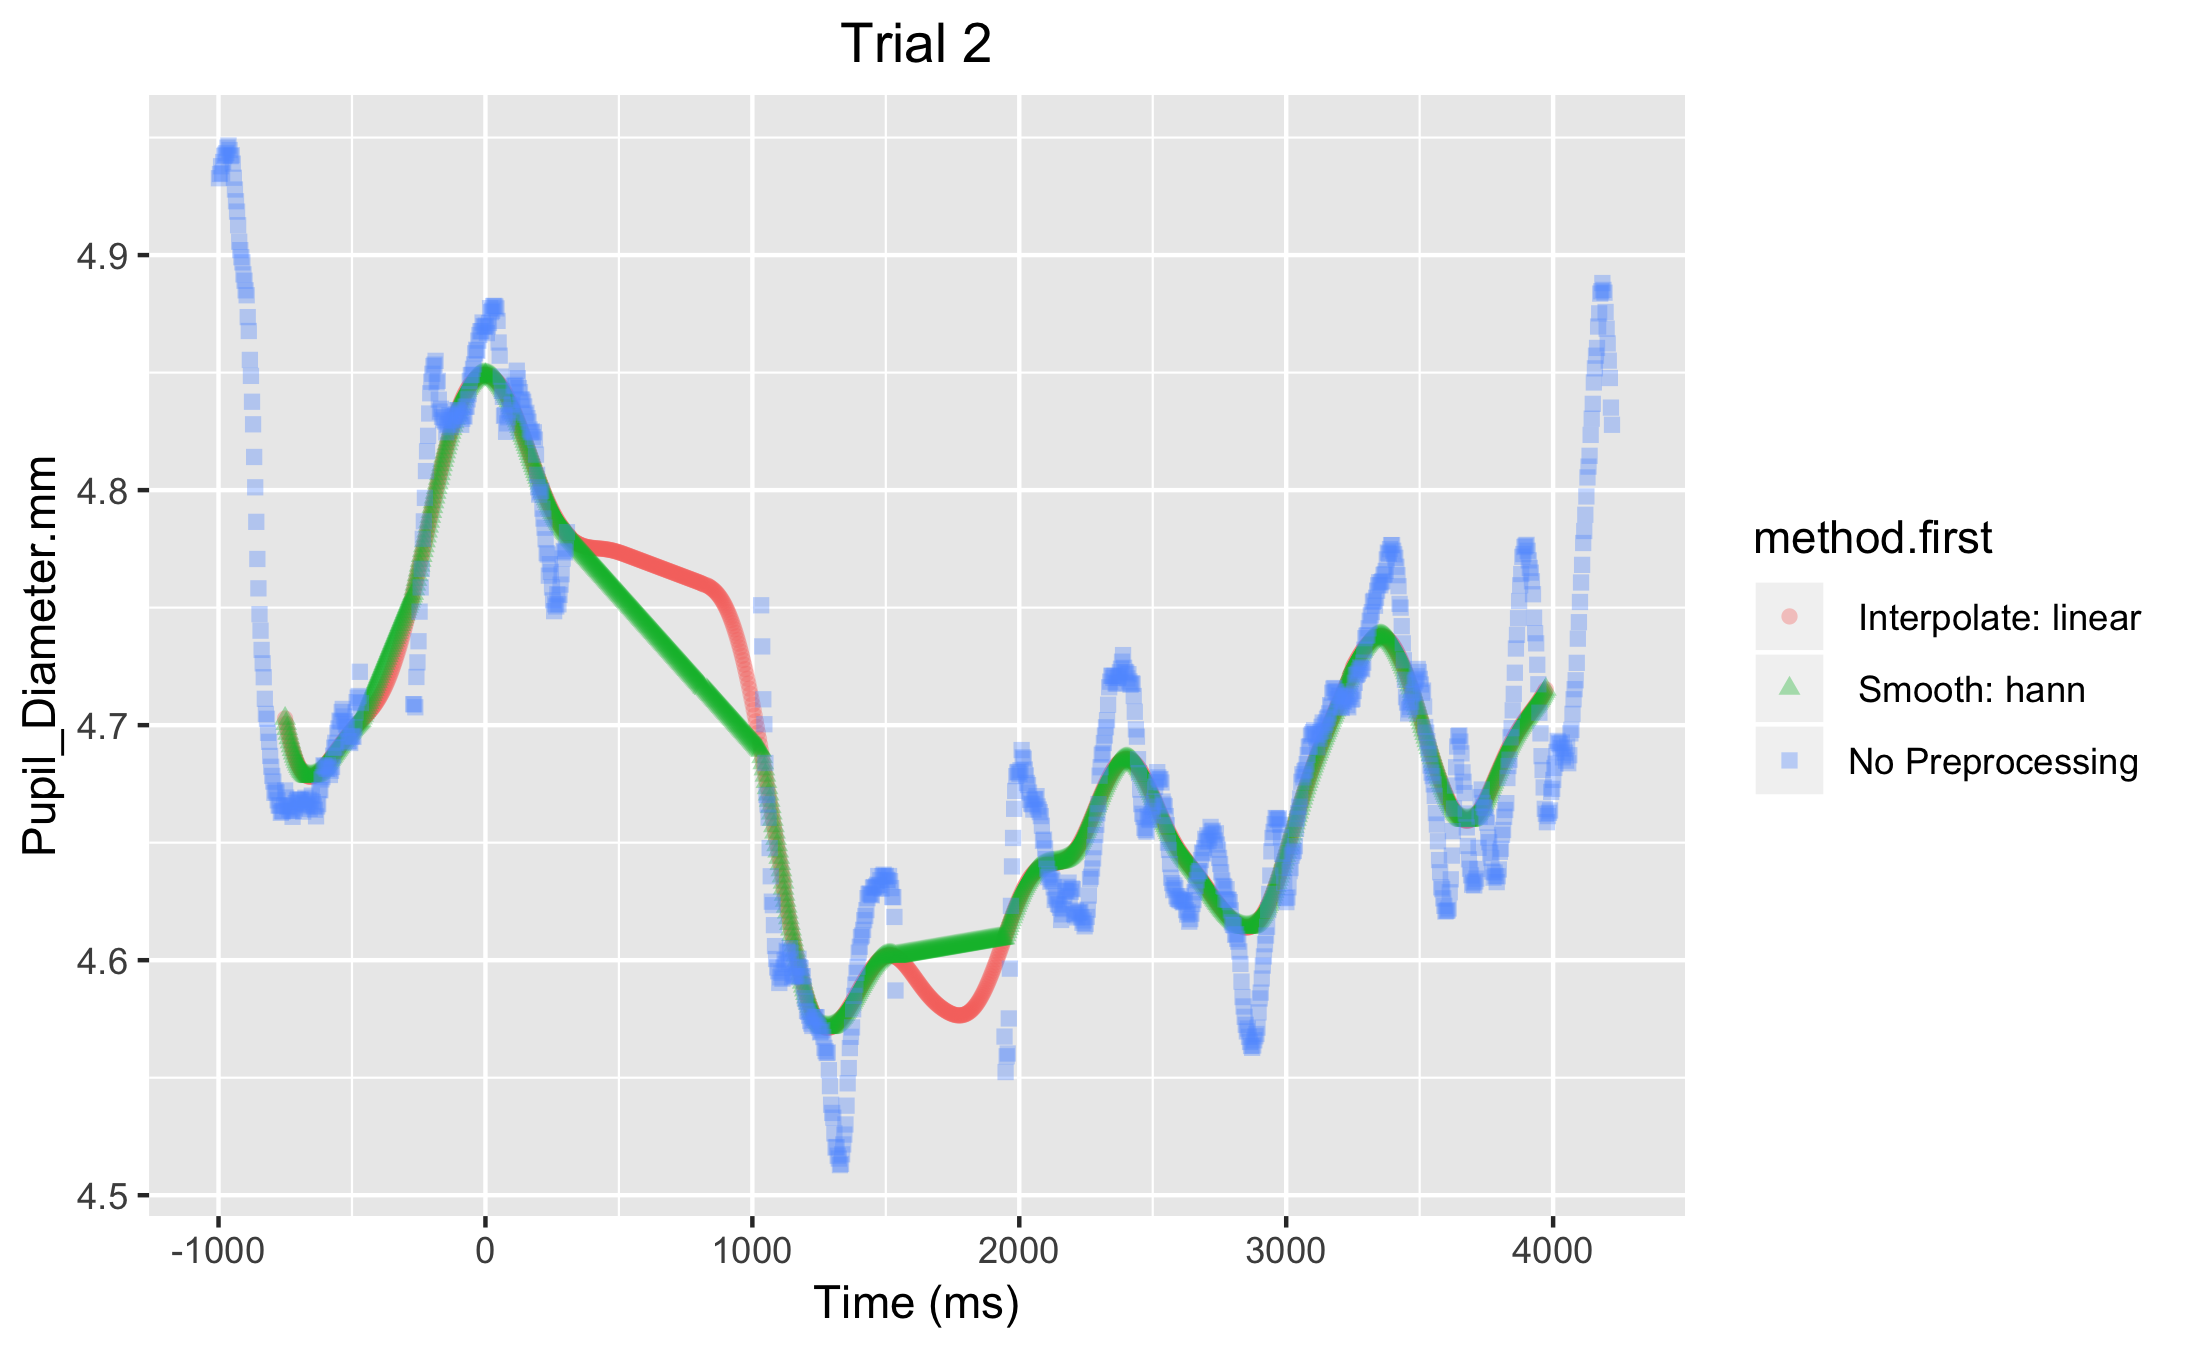 Trial 2
Pupil_Diameter.mm
4.9
4.8
4.7
4.6
4.5
-1000
0
1000
2000
3000
4000
Time (ms)
method.first
Interpolate: linear
Smooth: hann
No Preprocessing